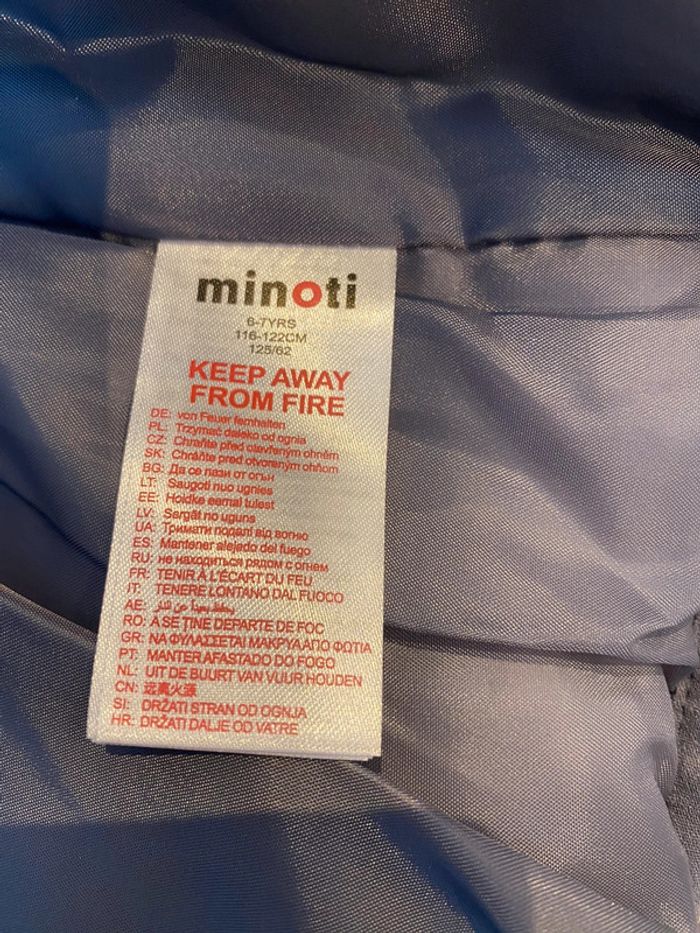 minoti
6-7YRS
116-122CM
125/62
KEEP AWAY
FROM FIRE
DE: von Feuer fernhalten
PL: Trzymać daleko od ognia
CZ: Chraňte před otevřeným ohněm
SK: Chráňte pred otvoreným ohňom
BG: Да се пази от огън
LT: Saugoti nuo ugnies
EE: Hoidke eemal tulest
LV: Sargāt no uguns
UA: Тримати подалі від вогню
ES: Mantener alejado del fuego
RU: не находиться рядом с огнем
FR: TENIR À L'ÉCART DU FEU
IT: TENERE LONTANO DAL FUOCO
AE: يحفظ بعيداً عن النار
RO: A SE ȚINE DEPARTE DE FOC
GR: ΝΑ ΦΥΛΑΣΣΕΤΑΙ ΜΑΚΡΥΑ ΑΠΟ ΦΩΤΙΑ
PT: MANTER AFASTADO DO FOGO
NL: UIT DE BUURT VAN VUUR HOUDEN
CN: 远离火源
SI: DRŽATI STRAN OD OGNJA
HR: DRŽATI DALJE OD VATRE